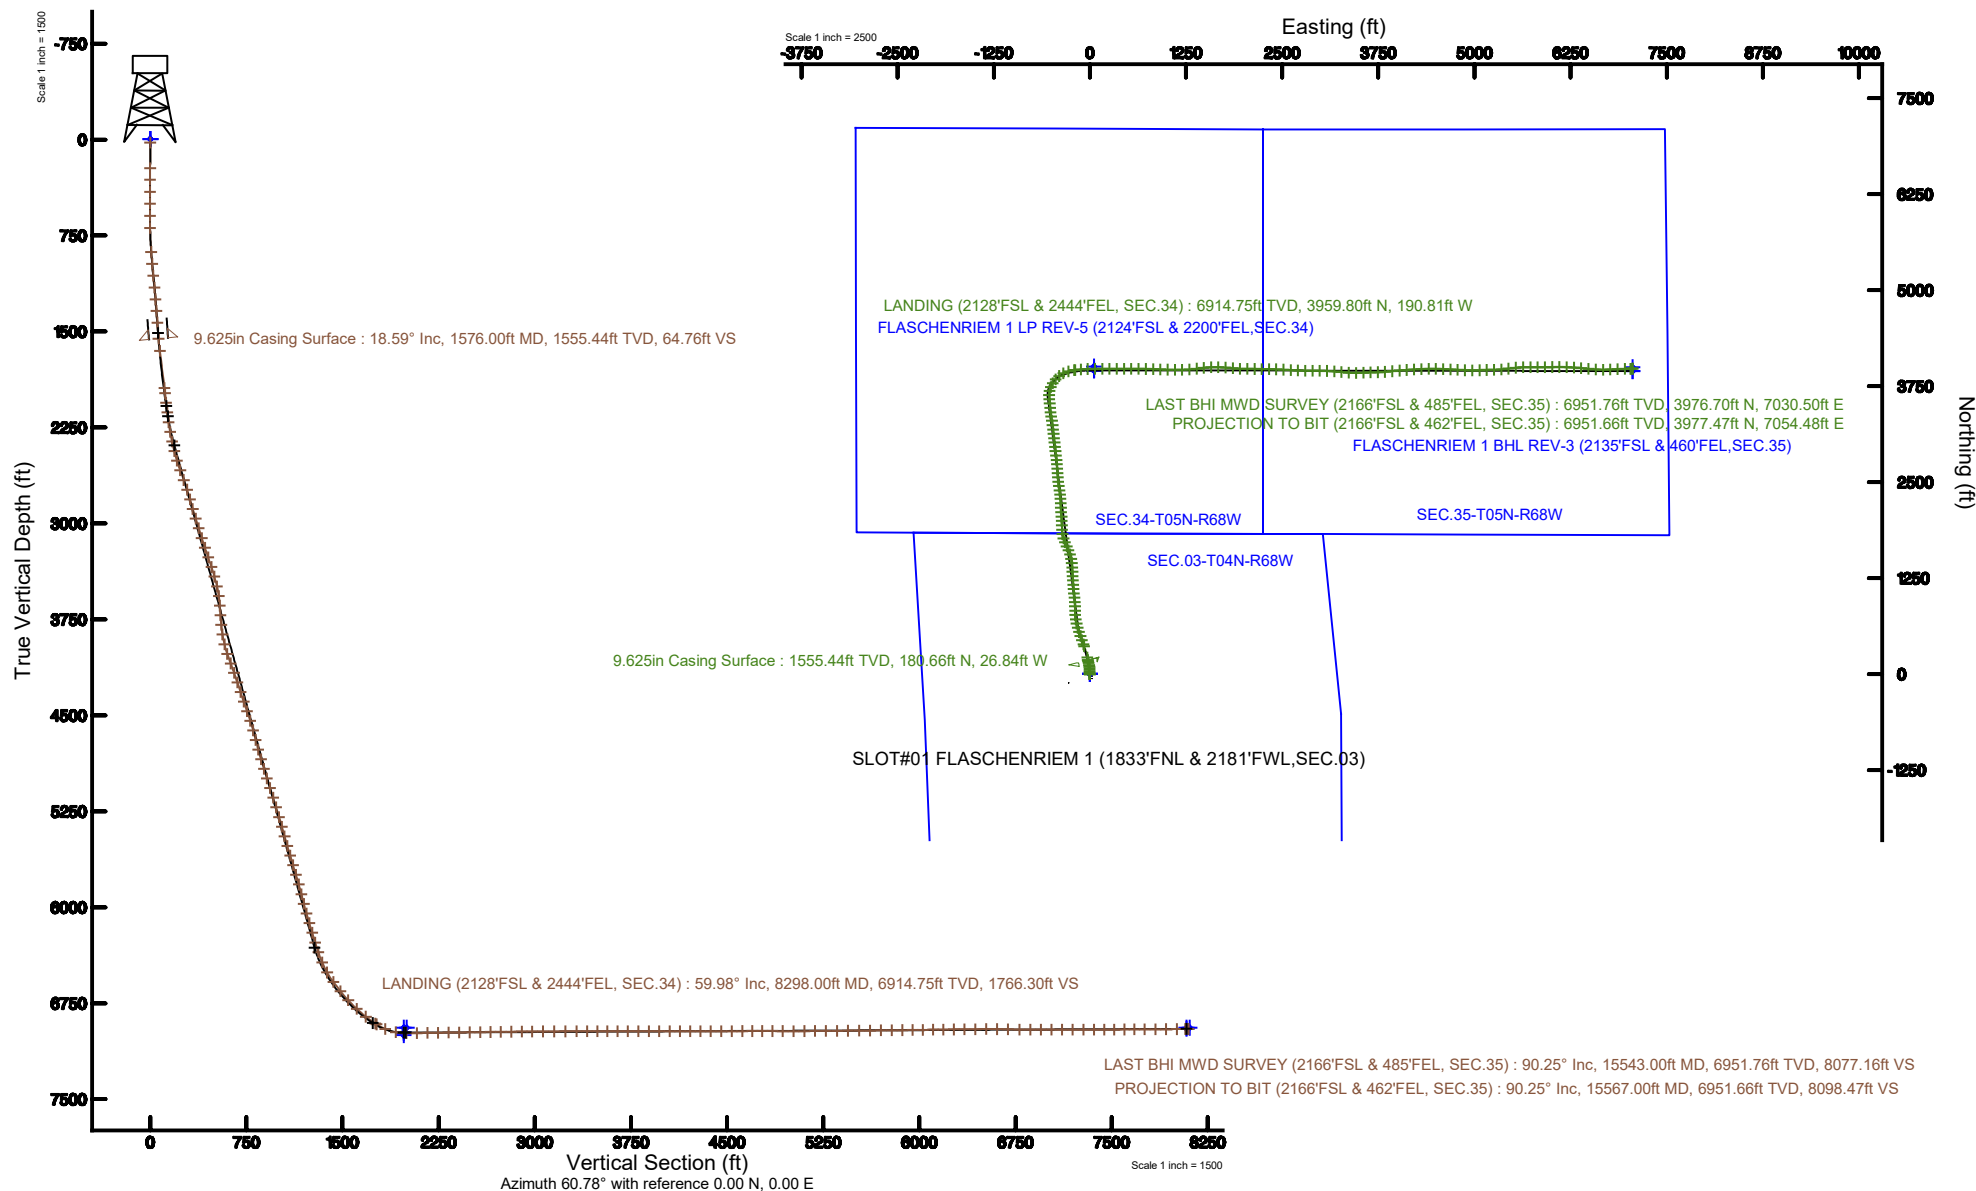 Scale 1 inch = 1500
-750
0
750
1500
2250
3000
3750
4500
5250
6000
6750
7500
True Vertical Depth (ft)
9.625in Casing Surface : 18.59° Inc, 1576.00ft MD, 1555.44ft TVD, 64.76ft VS
LANDING (2128'FSL & 2444'FEL, SEC.34) : 59.98° Inc, 8298.00ft MD, 6914.75ft TVD, 1766.30ft VS
LAST BHI MWD SURVEY (2166'FSL & 485'FEL, SEC.35) : 90.25° Inc, 15543.00ft MD, 6951.76ft TVD, 8077.16ft VS
PROJECTION TO BIT (2166'FSL & 462'FEL, SEC.35) : 90.25° Inc, 15567.00ft MD, 6951.66ft TVD, 8098.47ft VS
0 750 1500 2250 3000 3750 4500 5250 6000 6750 7500 8250
Vertical Section (ft)
Scale 1 inch = 1500
Azimuth 60.78° with reference 0.00 N, 0.00 E
Easting (ft)
Scale 1 inch = 2500
-3750 -2500 -1250 0 1250 2500 3750 5000 6250 7500 8750 10000
7500
6250
5000
3750
2500
1250
0
-1250
Northing (ft)
LANDING (2128'FSL & 2444'FEL, SEC.34) : 6914.75ft TVD, 3959.80ft N, 190.81ft W
FLASCHENRIEM 1 LP REV-5 (2124'FSL & 2200'FEL,SEC.34)
LAST BHI MWD SURVEY (2166'FSL & 485'FEL, SEC.35) : 6951.76ft TVD, 3976.70ft N, 7030.50ft E
PROJECTION TO BIT (2166'FSL & 462'FEL, SEC.35) : 6951.66ft TVD, 3977.47ft N, 7054.48ft E
FLASCHENRIEM 1 BHL REV-3 (2135'FSL & 460'FEL,SEC.35)
SEC.34-T05N-R68W
SEC.35-T05N-R68W
SEC.03-T04N-R68W
9.625in Casing Surface : 1555.44ft TVD, 180.66ft N, 26.84ft W
SLOT#01 FLASCHENRIEM 1 (1833'FNL & 2181'FWL,SEC.03)